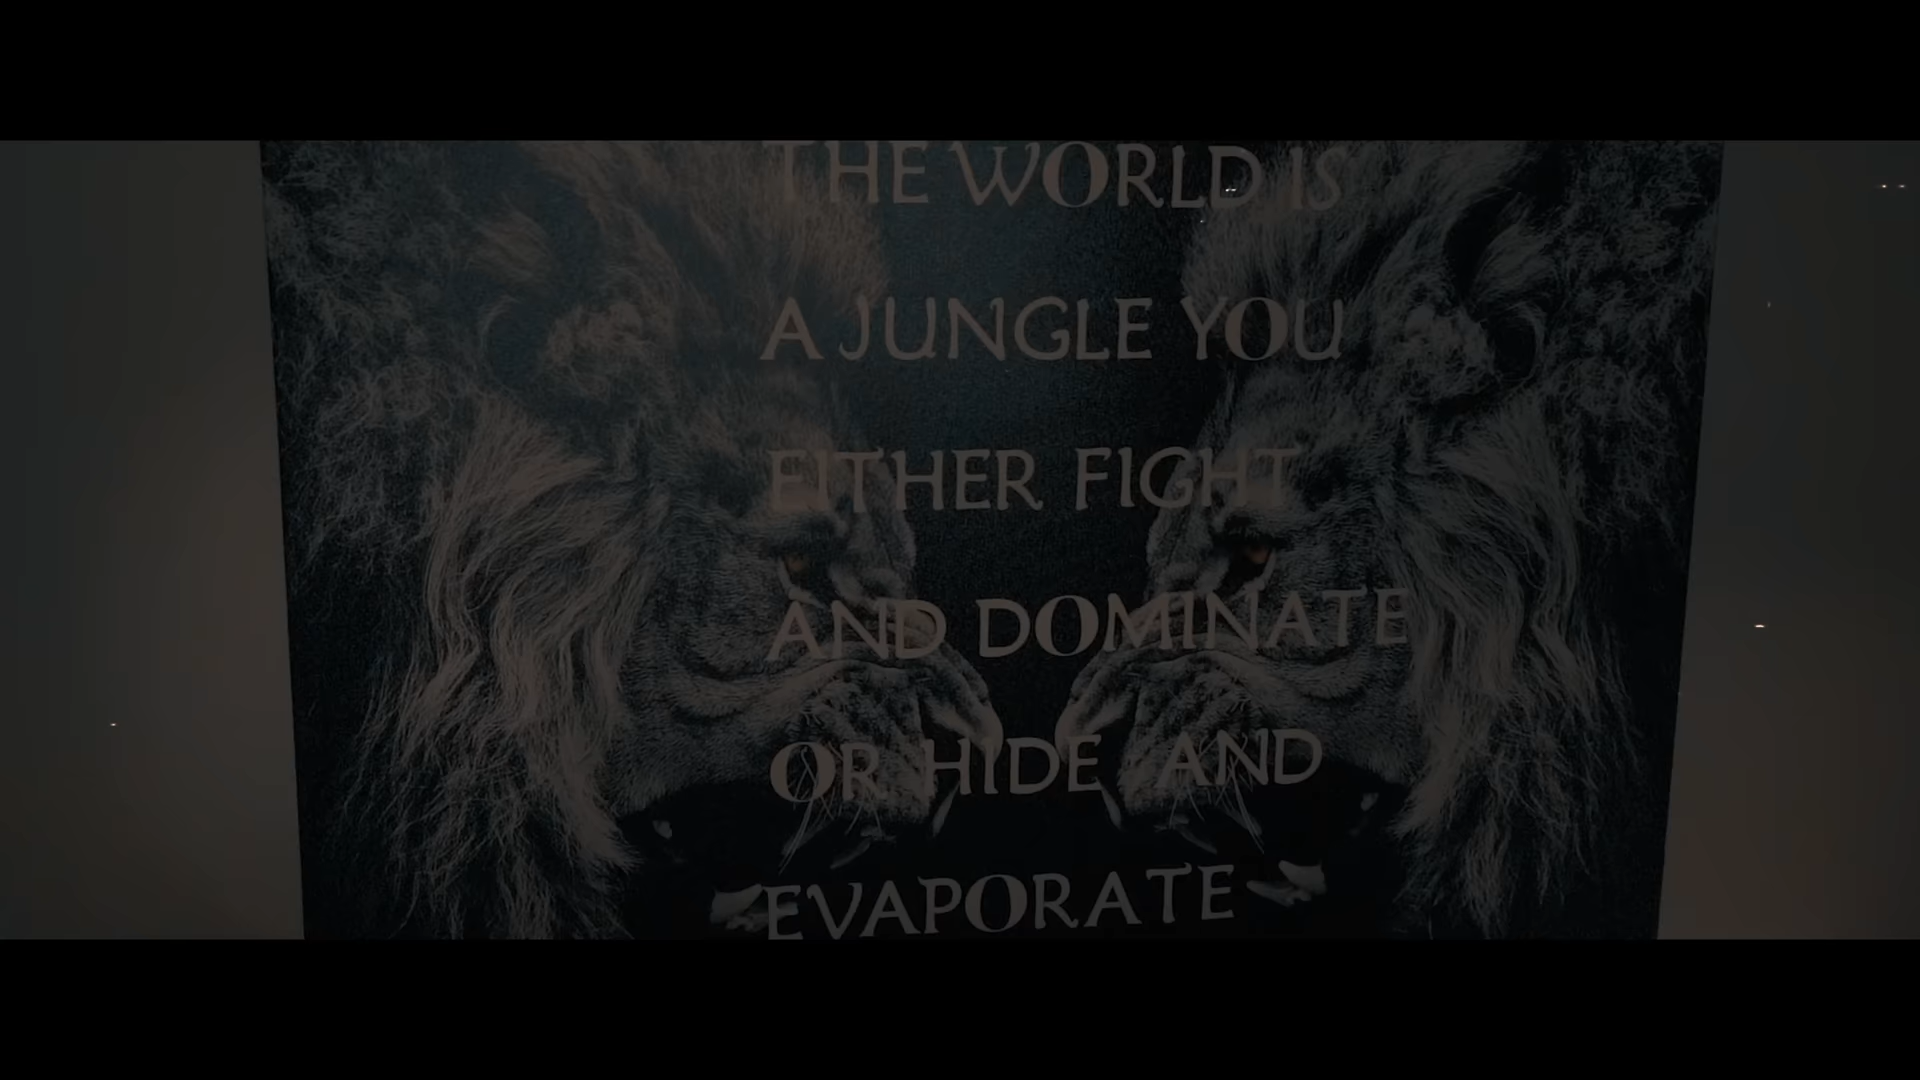 THE WORLD IS
A JUNGLE YOU
EITHER FIGHT
AND DOMINATE
OR HIDE AND
EVAPORATE